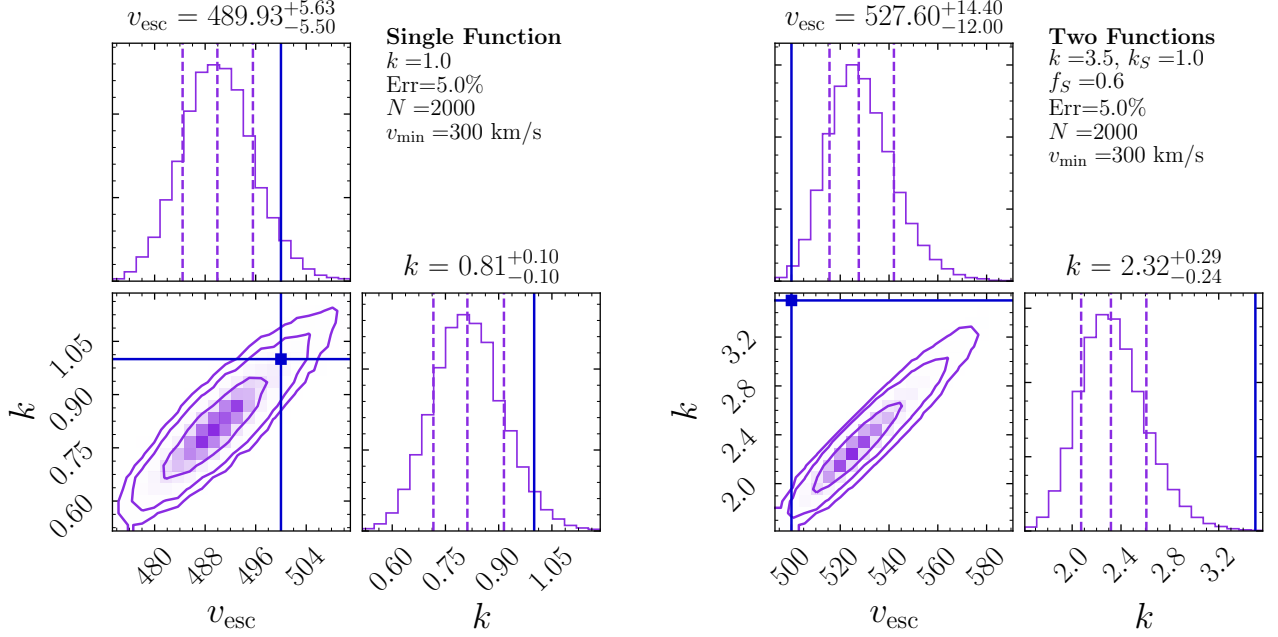 v_esc = 489.93 +5.63 −5.50
Single Function
k =1.0
Err=5.0%
N =2000
v_min =300 km/s
k = 0.81 +0.10 −0.10
1.05
0.90
0.75
0.60
k
480
488
496
504
v_esc
0.60
0.75
0.90
1.05
k
v_esc = 527.60 +14.40 −12.00
Two Functions
k =3.5, k_S =1.0
f_S =0.6
Err=5.0%
N =2000
v_min =300 km/s
k = 2.32 +0.29 −0.24
3.2
2.8
2.4
2.0
k
500
520
540
560
580
v_esc
2.0
2.4
2.8
3.2
k